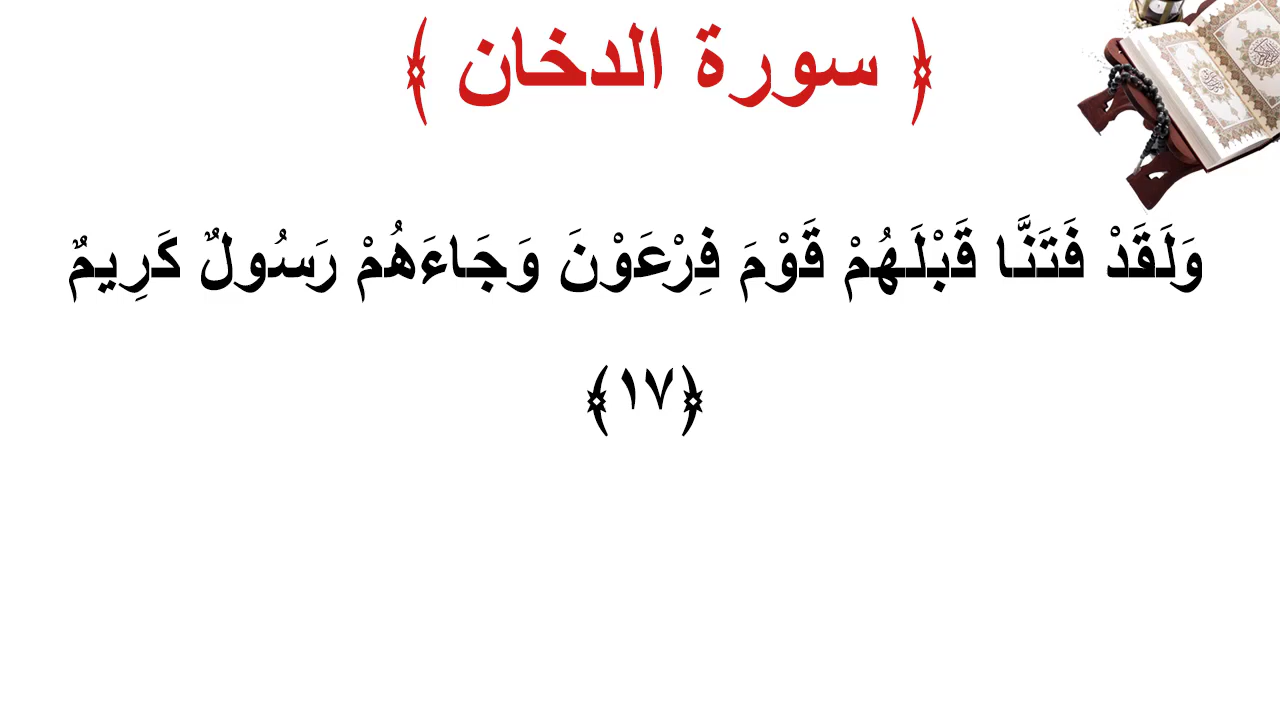 ﴿ سورة الدخان ﴾
وَلَقَدْ فَتَنَّا قَبْلَهُمْ قَوْمَ فِرْعَوْنَ وَجَاءَهُمْ رَسُولٌ كَرِيمٌ
﴿١٧﴾